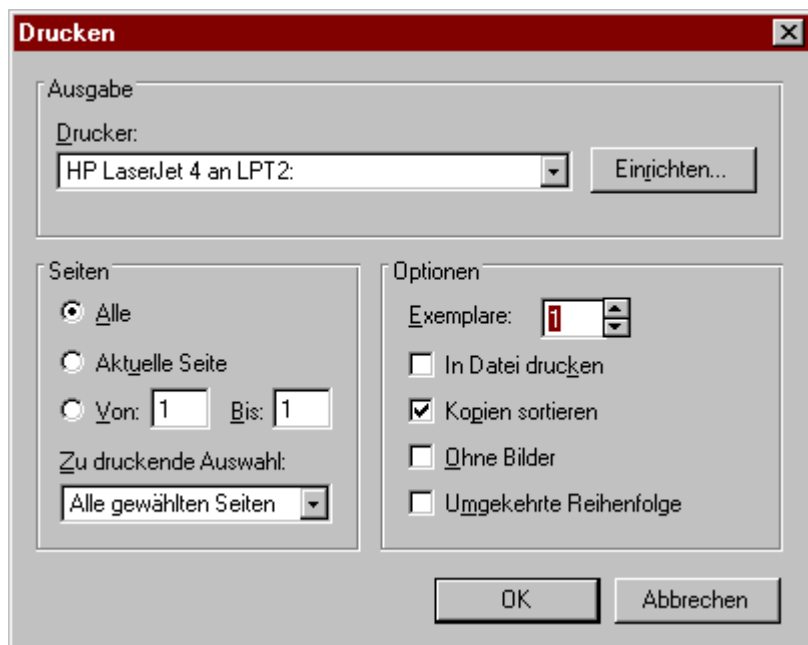 Drucken
Ausgabe
Drucker:
HP LaserJet 4 an LPT2:
Einrichten...
Seiten
Alle
Aktuelle Seite
Von: 1 Bis: 1
Zu druckende Auswahl:
Alle gewählten Seiten
Optionen
Exemplare: 1
In Datei drucken
Kopien sortieren
Ohne Bilder
Umgekehrte Reihenfolge
OK Abbrechen